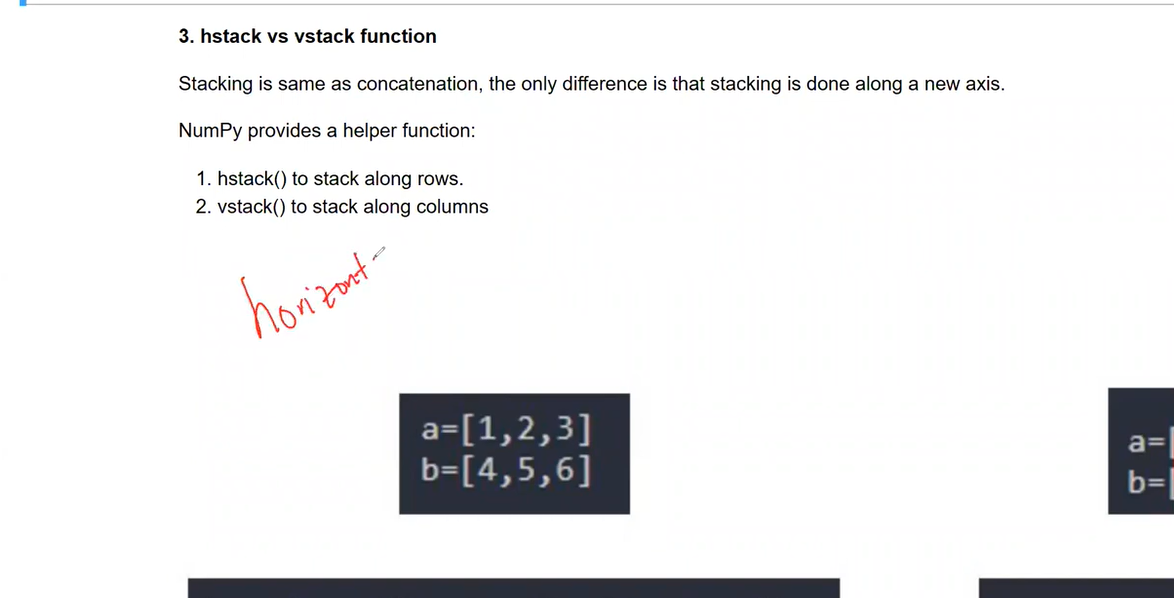 3. hstack vs vstack function
Stacking is same as concatenation, the only difference is that stacking is done along a new axis.
NumPy provides a helper function:
1. hstack() to stack along rows.
2. vstack() to stack along columns
horizont
a=[1,2,3]
b=[4,5,6]
a=[
b=[